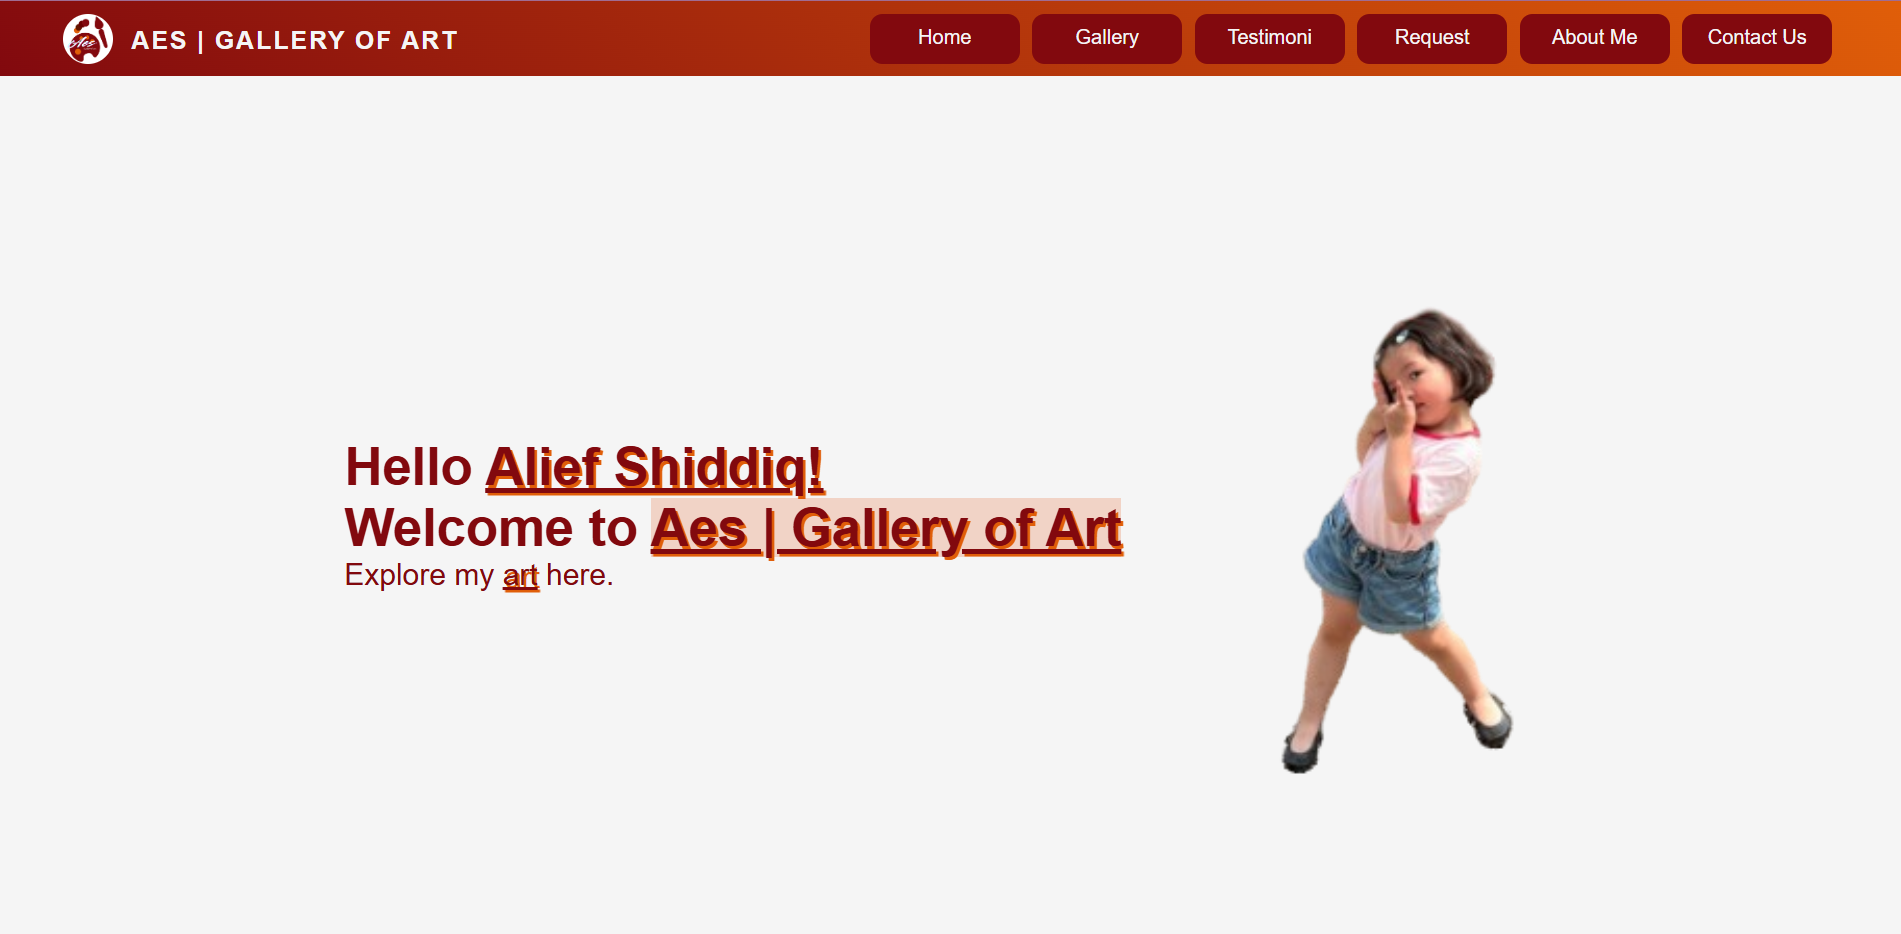 Aes
AES | GALLERY OF ART
Home
Gallery
Testimoni
Request
About Me
Contact Us
Hello Alief Shiddiq!
Welcome to Aes | Gallery of Art
Explore my art here.